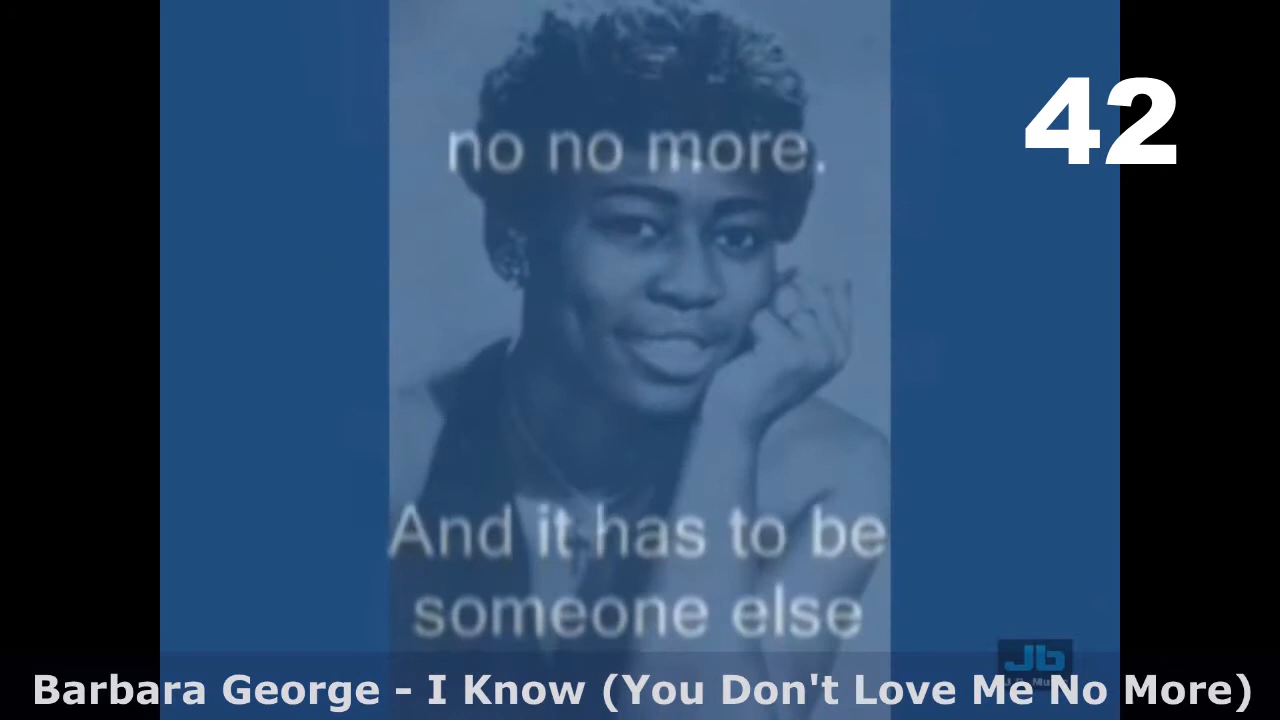 42
no no more.
And it has to be
someone else
Jb
Barbara George - I Know (You Don't Love Me No More)